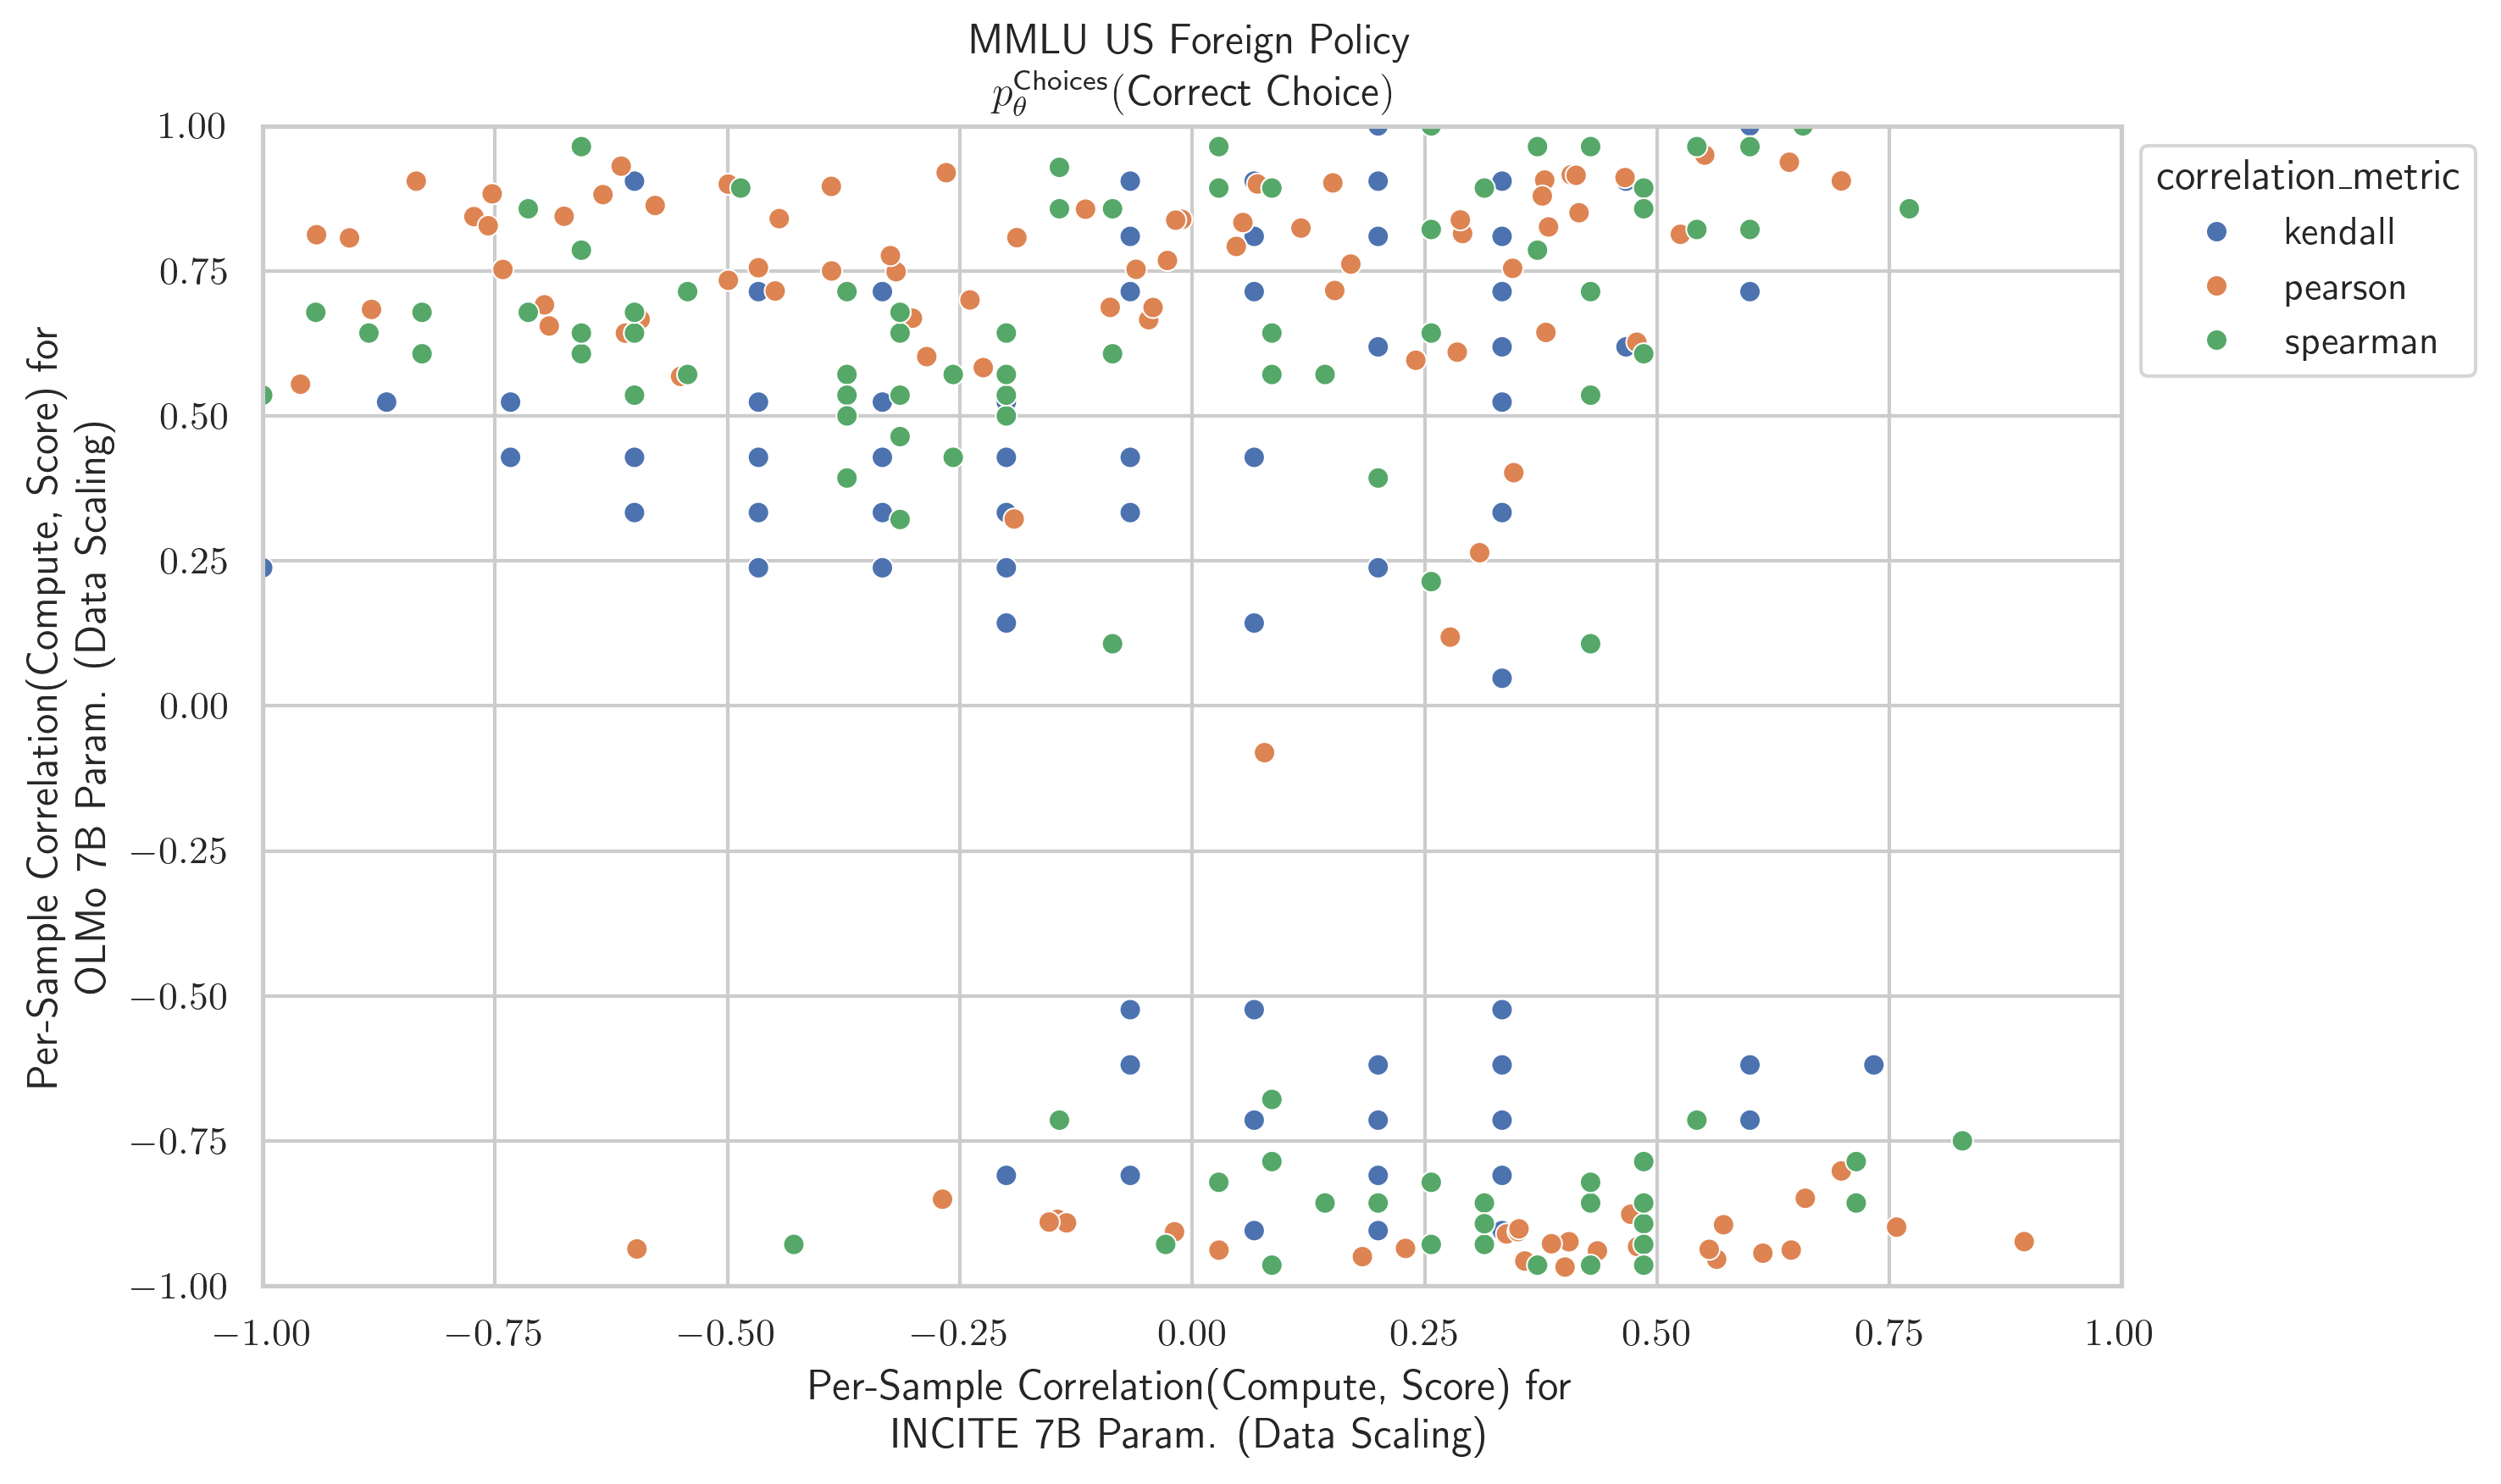 MMLU US Foreign Policy
p_θ^Choices(Correct Choice)
Per-Sample Correlation(Compute, Score) for
OLMo 7B Param. (Data Scaling)
1.00
0.75
0.50
0.25
0.00
−0.25
−0.50
−0.75
−1.00
−1.00
−0.75
−0.50
−0.25
0.00
0.25
0.50
0.75
1.00
Per-Sample Correlation(Compute, Score) for
INCITE 7B Param. (Data Scaling)
correlation_metric
kendall
pearson
spearman